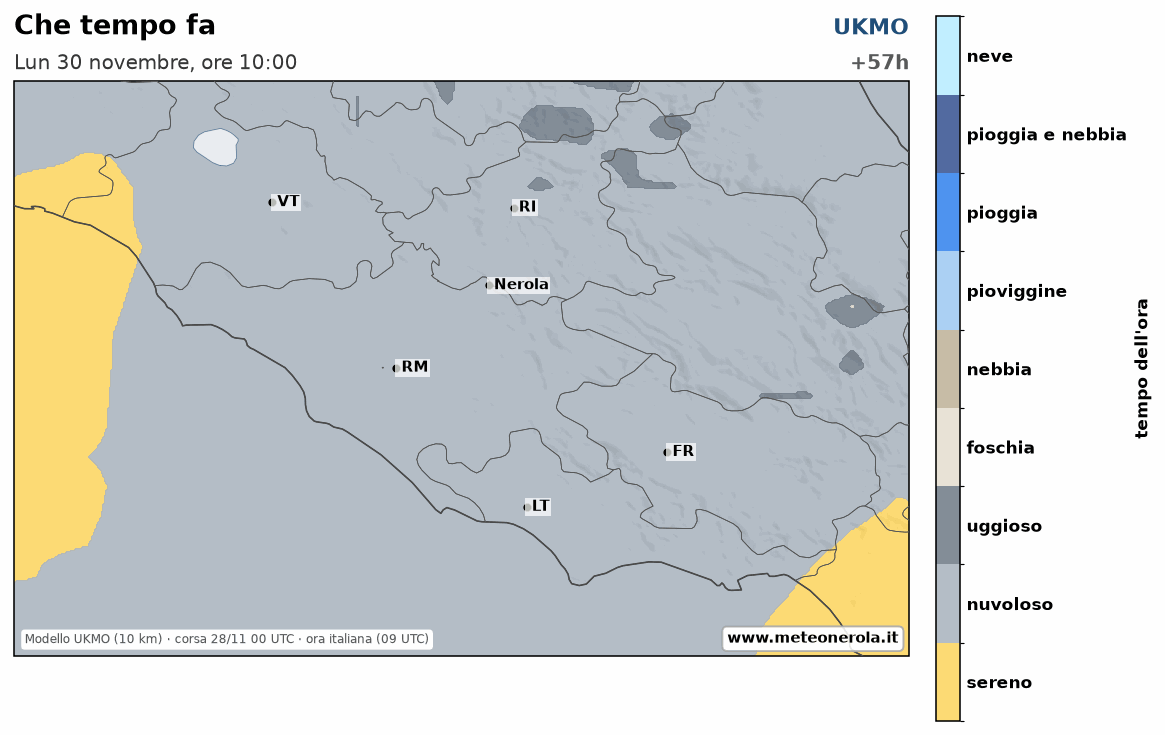 Che tempo fa
UKMO
Lun 30 novembre, ore 10:00
+57h
neve
pioggia e nebbia
pioggia
pioviggine
nebbia
foschia
uggioso
nuvoloso
sereno
tempo dell'ora
VT
RI
Nerola
RM
FR
LT
Modello UKMO (10 km) · corsa 28/11 00 UTC · ora italiana (09 UTC)
www.meteonerola.it